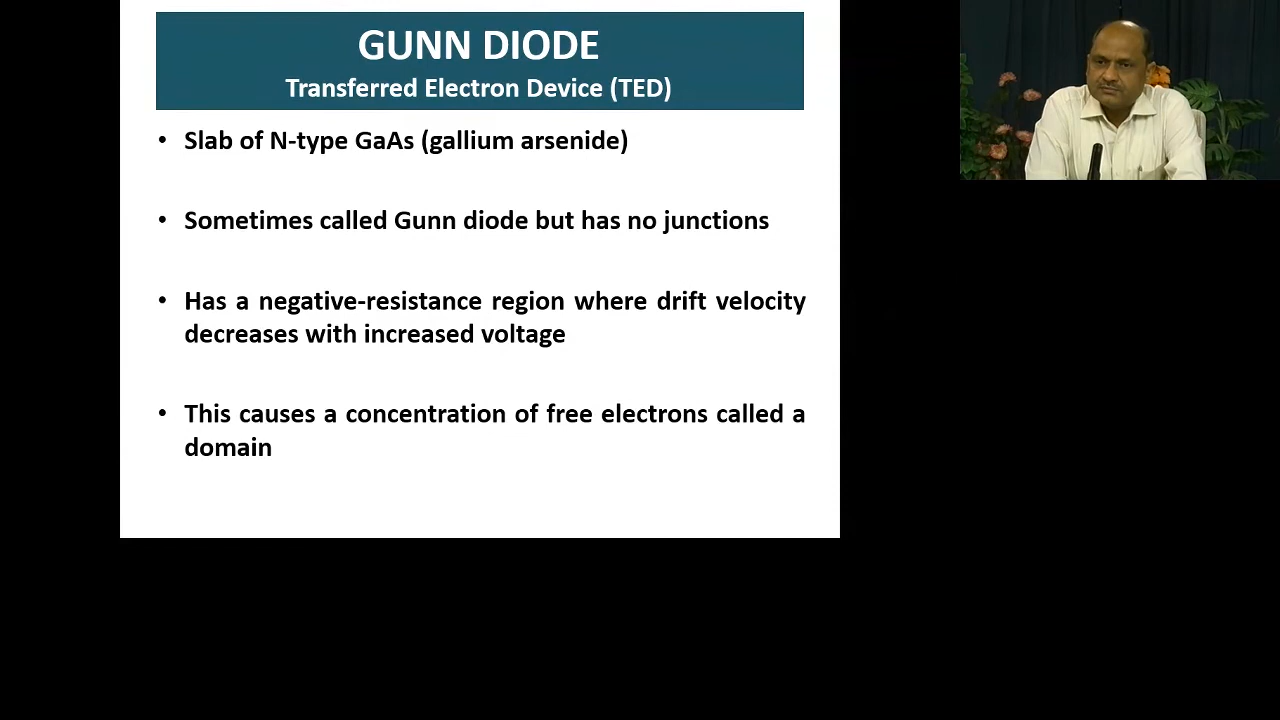 GUNN DIODE
Transferred Electron Device (TED)
• Slab of N-type GaAs (gallium arsenide)
• Sometimes called Gunn diode but has no junctions
• Has a negative-resistance region where drift velocity
decreases with increased voltage
• This causes a concentration of free electrons called a
domain